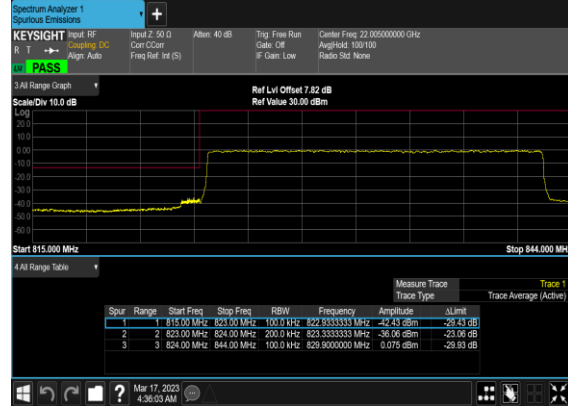 Spectrum Analyzer 1
Spurious Emissions
+
KEYSIGHT Input: RF Input Z: 50 Ω Atten: 40 dB Trig: Free Run Center Freq: 22.005000000 GHz
R T Coupling: DC Corr CCorr Gate: Off Avg|Hold: 100/100
Align: Auto Freq Ref: Int (S) IF Gain: Low Radio Std: None
PASS
3 All Range Graph
Ref Lvl Offset 7.82 dB
Scale/Div 10.0 dB Ref Value 30.00 dBm
Log
20.0
10.0
0.00
-10.0
-20.0
-30.0
-40.0
-50.0
-60.0
Start 815.000 MHz Stop 844.000 MH
4 All Range Table
Measure Trace Trace 1
Trace Type Trace Average (Active)
Spur Range Start Freq Stop Freq RBW Frequency Amplitude ΔLimit
1 1 815.00 MHz 823.00 MHz 100.0 kHz 822.9333333 MHz -42.43 dBm -29.43 dB
2 2 823.00 MHz 824.00 MHz 200.0 kHz 823.3333333 MHz -36.06 dBm -23.06 dB
3 3 824.00 MHz 844.00 MHz 100.0 kHz 829.9000000 MHz 0.075 dBm -29.93 dB
? Mar 17, 2023
4:36:03 AM